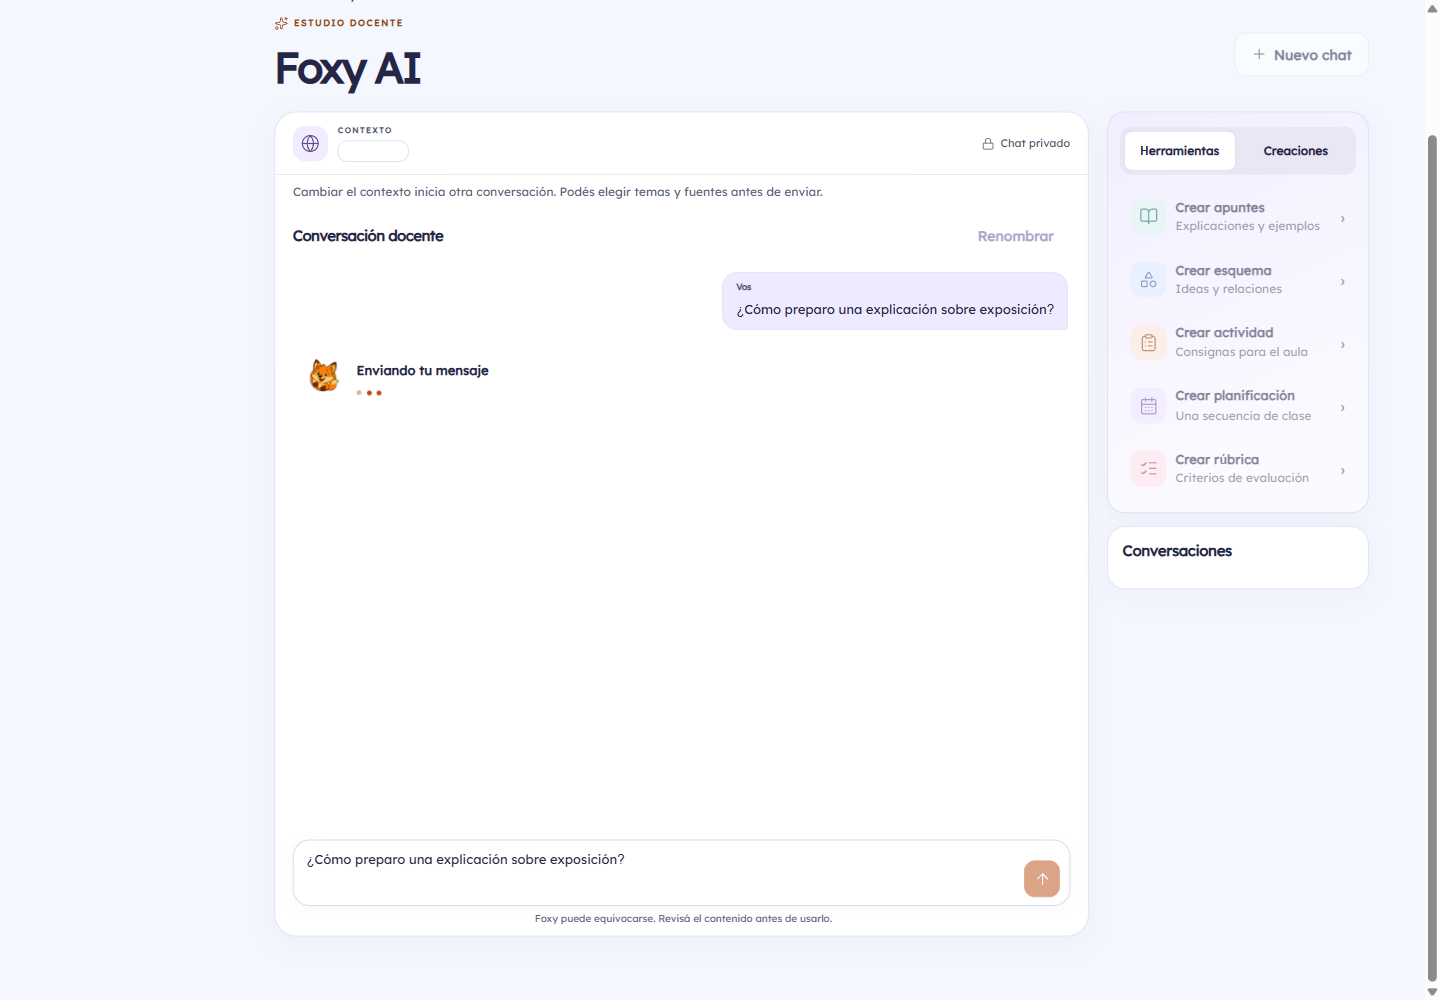 ESTUDIO DOCENTE
Foxy AI
+ Nuevo chat
CONTEXTO
Chat privado
Cambiar el contexto inicia otra conversación. Podés elegir temas y fuentes antes de enviar.
Conversación docente
Renombrar
Vos
¿Cómo preparo una explicación sobre exposición?
Enviando tu mensaje
¿Cómo preparo una explicación sobre exposición?
Foxy puede equivocarse. Revisá el contenido antes de usarlo.
Herramientas
Creaciones
Crear apuntes
Explicaciones y ejemplos
Crear esquema
Ideas y relaciones
Crear actividad
Consignas para el aula
Crear planificación
Una secuencia de clase
Crear rúbrica
Criterios de evaluación
Conversaciones